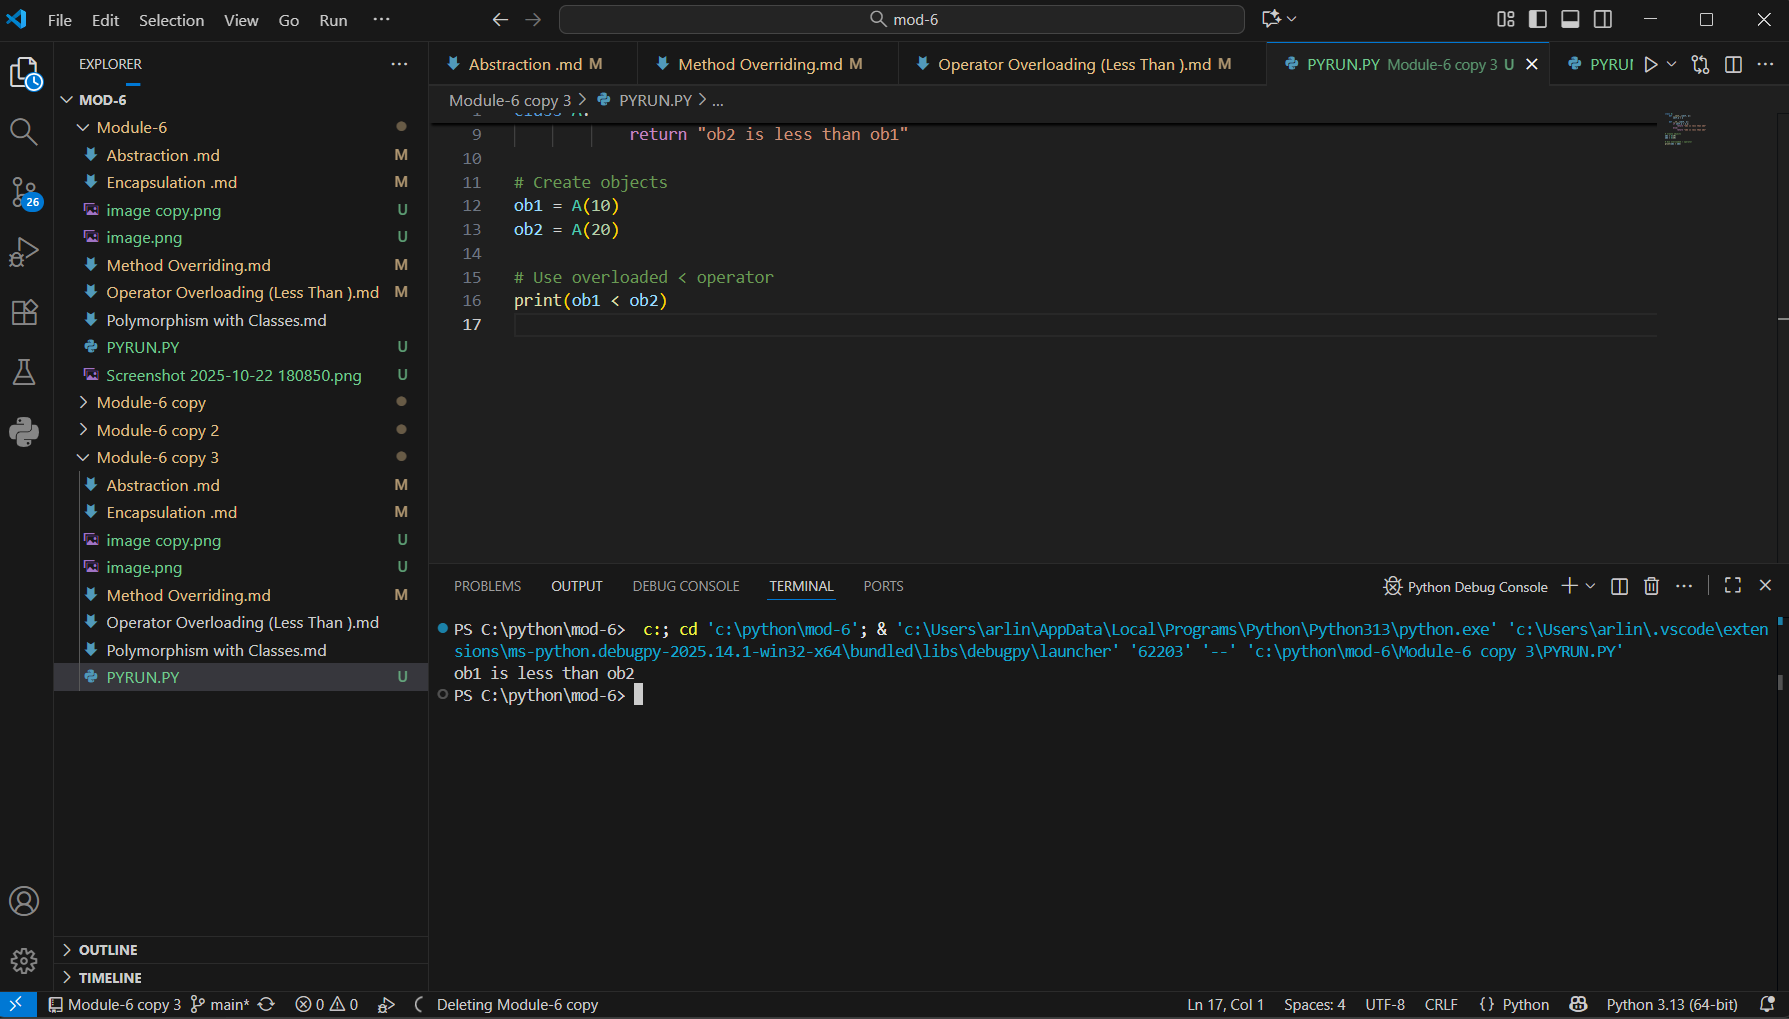 File Edit Selection View Go Run ···
mod-6
EXPLORER
MOD-6
Module-6
Abstraction .md M
Encapsulation .md M
image copy.png U
image.png U
Method Overriding.md M
Operator Overloading (Less Than ).md M
Polymorphism with Classes.md
PYRUN.PY U
Screenshot 2025-10-22 180850.png U
Module-6 copy
Module-6 copy 2
Module-6 copy 3
Abstraction .md M
Encapsulation .md M
image copy.png U
image.png U
Method Overriding.md M
Operator Overloading (Less Than ).md
Polymorphism with Classes.md
PYRUN.PY U
OUTLINE
TIMELINE
26
Abstraction .md M
Method Overriding.md M
Operator Overloading (Less Than ).md M
PYRUN.PY Module-6 copy 3 U
PYRU
Module-6 copy 3 > PYRUN.PY > ...
1 class A:
9 return "ob2 is less than ob1"
10
11 # Create objects
12 ob1 = A(10)
13 ob2 = A(20)
14
15 # Use overloaded < operator
16 print(ob1 < ob2)
17
PROBLEMS OUTPUT DEBUG CONSOLE TERMINAL PORTS
Python Debug Console
PS C:\python\mod-6> c:; cd 'c:\python\mod-6'; & 'c:\Users\arlin\AppData\Local\Programs\Python\Python313\python.exe' 'c:\Users\arlin\.vscode\exten
sions\ms-python.debugpy-2025.14.1-win32-x64\bundled\libs\debugpy\launcher' '62203' '--' 'c:\python\mod-6\Module-6 copy 3\PYRUN.PY'
ob1 is less than ob2
PS C:\python\mod-6>
Module-6 copy 3 main* 0 0 Deleting Module-6 copy
Ln 17, Col 1 Spaces: 4 UTF-8 CRLF {} Python Python 3.13 (64-bit)